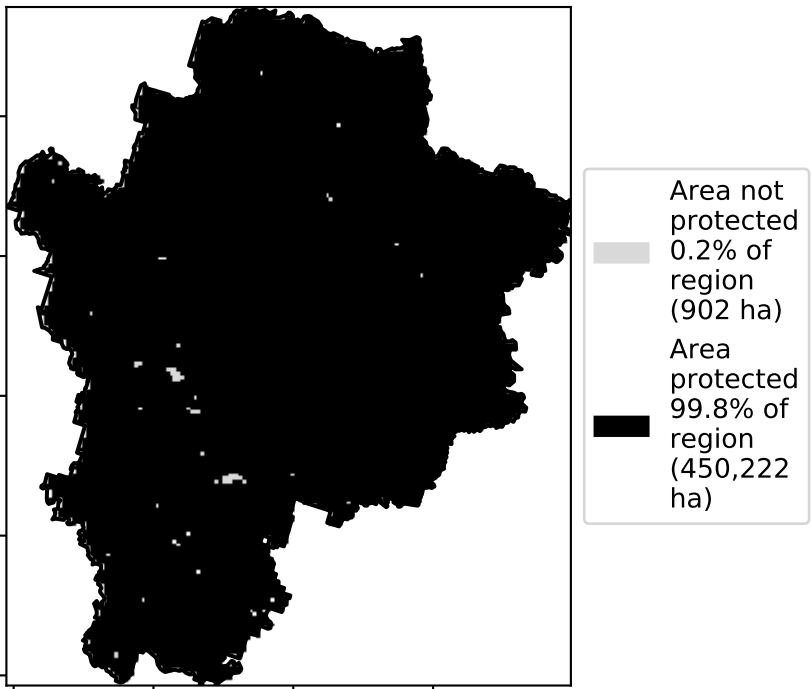 Area not
protected
0.2% of
region
(902 ha)
Area
protected
99.8% of
region
(450,222
ha)